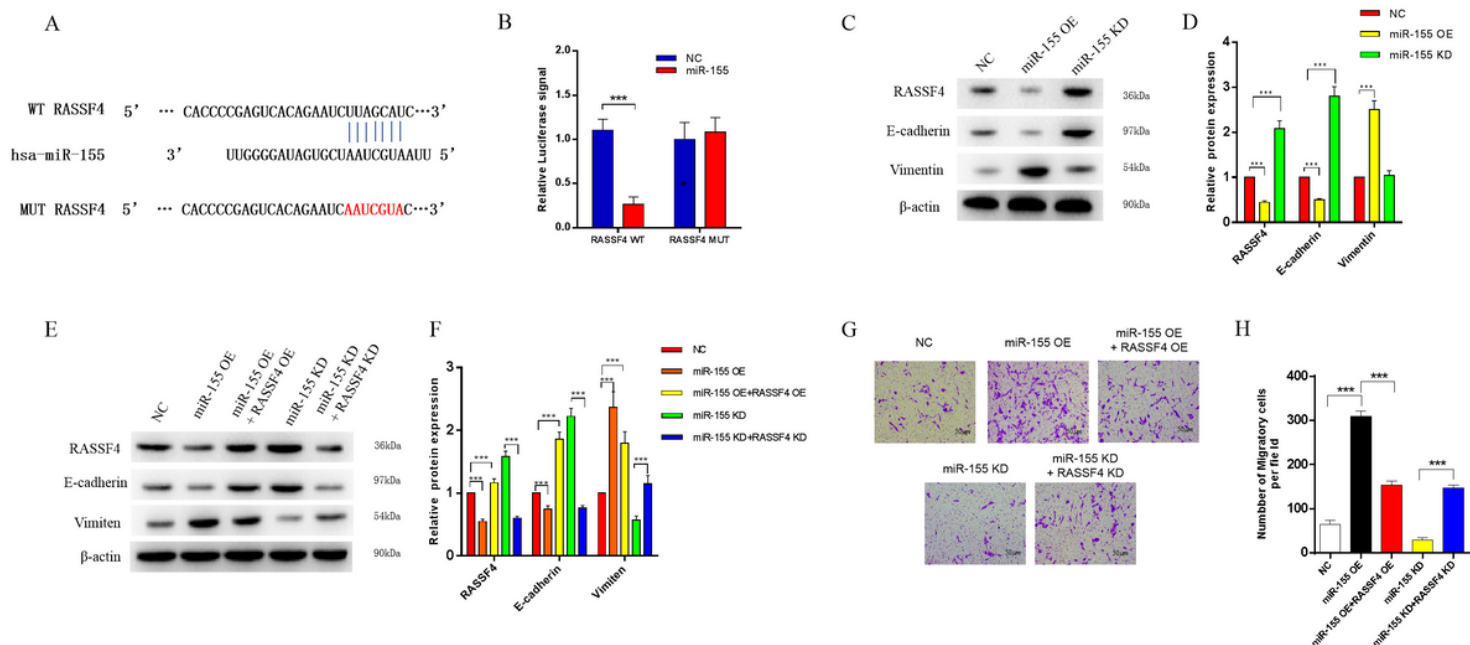 A
WT RASSF4 5’ ··· CACCCCGAGUCACAGAAUCUUAGCAUC···3’
hsa-miR-155 3’ UUGGGGAUAGUGCUAAUCGUAAUU 5’
MUT RASSF4 5’ ··· CACCCCGAGUCACAGAAUCAAUCGUAC···3’
B
Relative Luciferase signal
2.0
1.5
1.0
0.5
0.0
NC
miR-155
***
RASSF4 WT RASSF4 MUT
C
NC miR-155 OE miR-155 KD
RASSF4 36kDa
E-cadherin 97kDa
Vimentin 54kDa
β-actin 90kDa
D
NC
miR-155 OE
miR-155 KD
Relative protein expression
4
3
2
1
0
*** *** *** *** ***
RASSF4 E-cadherin Vimentin
E
NC miR-155 OE miR-155 OE + RASSF4 OE miR-155 KD miR-155 KD + RASSF4 KD
RASSF4 36kDa
E-cadherin 97kDa
Vimiten 54kDa
β-actin 90kDa
F
Relative protein expression
3
2
1
0
*** *** *** *** *** *** *** *** ***
NC
miR-155 OE
miR-155 OE+RASSF4 OE
miR-155 KD
miR-155 KD+RASSF4 KD
RASSF4 E-cadherin Vimiten
G
NC
miR-155 OE
miR-155 OE
+ RASSF4 OE
50μm 50μm 50μm
miR-155 KD
miR-155 KD
+ RASSF4 KD
50μm 50μm
H
Numbber of Migratory cells
per flie ld
400
300
200
100
0
*** *** ***
NC
miR-155 OE
miR-155 OE+RASSF4 OE
miR-155 KD
miR-155 KD+RASSF4 KD